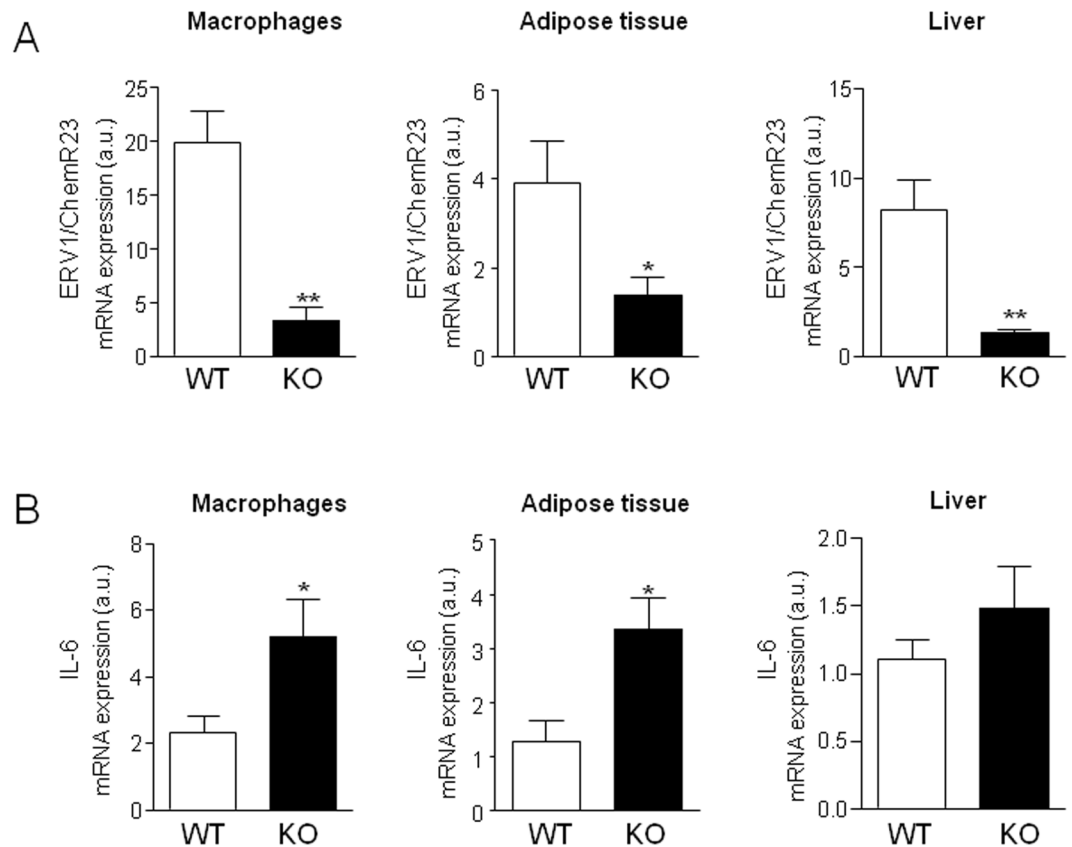 A
Macrophages
Adipose tissue
Liver
ERV1/ChemR23
mRNA expression (a.u.)
25
20
15
10
5
0
**
WT KO
ERV1/ChemR23
mRNA expression (a.u.)
6
4
2
0
*
WT KO
ERV1/ChemR23
mRNA expression (a.u.)
15
10
5
0
**
WT KO
B
Macrophages
Adipose tissue
Liver
IL-6
mRNA expression (a.u.)
8
6
4
2
0
*
WT KO
IL-6
mRNA expression (a.u.)
5
4
3
2
1
0
*
WT KO
IL-6
mRNA expression (a.u.)
2.0
1.5
1.0
0.5
0.0
WT KO